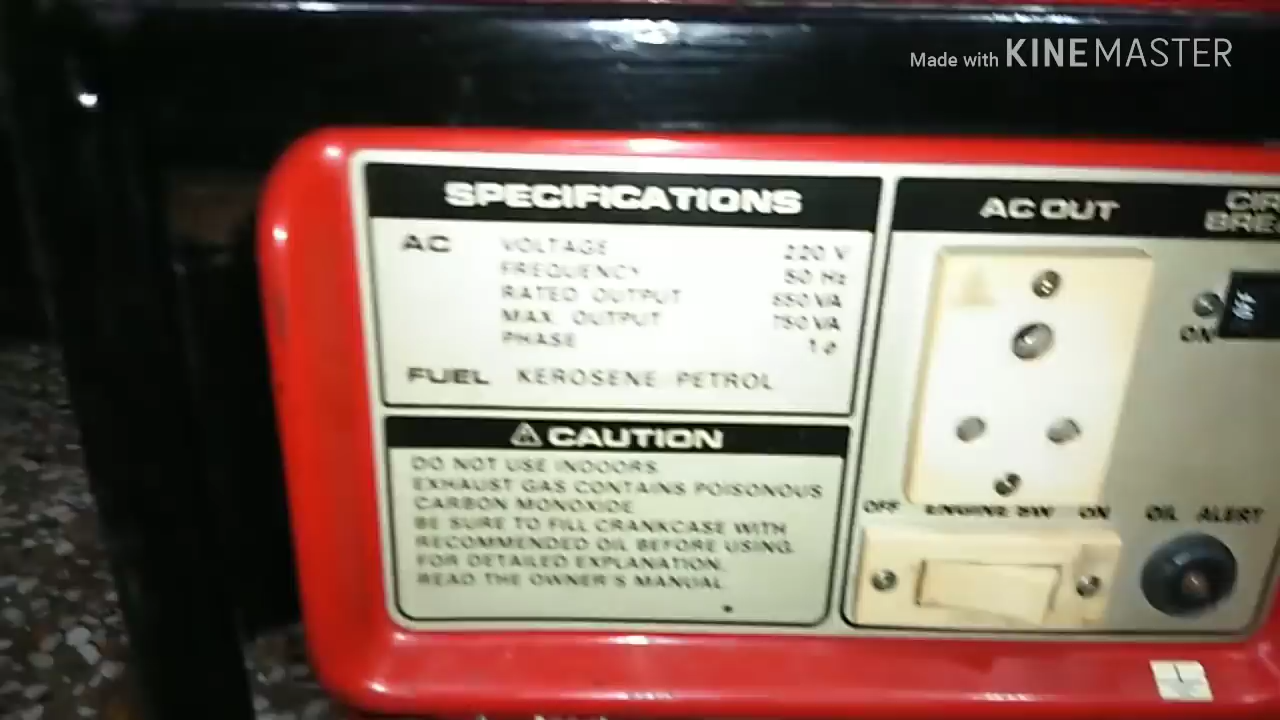 Made with KINEMASTER
SPECIFICATIONS
AC VOLTAGE 220 V
FREQUENCY 50 Hz
RATED OUTPUT 650 VA
MAX. OUTPUT 750 VA
PHASE 1ø
FUEL KEROSENE PETROL
⚠ CAUTION
DO NOT USE INDOORS.
EXHAUST GAS CONTAINS POISONOUS
CARBON MONOXIDE
BE SURE TO FILL CRANKCASE WITH
RECOMMENDED OIL BEFORE USING.
FOR DETAILED EXPLANATION,
READ THE OWNER'S MANUAL.
AC OUT
ON
OFF ENGINE SW ON
OIL ALERT